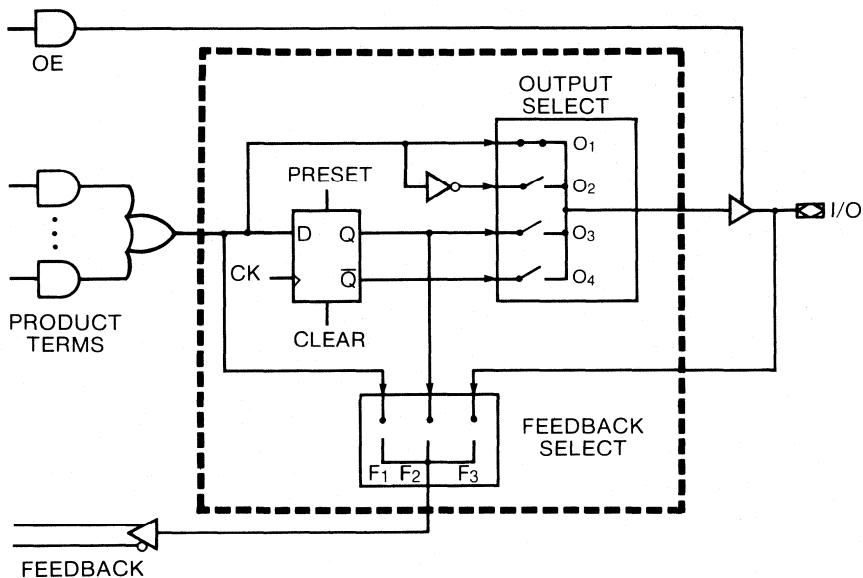 OE
OUTPUT
SELECT
O1
PRESET
O2
I/O
D Q
O3
CK
Q̅
O4
PRODUCT
TERMS
CLEAR
FEEDBACK
SELECT
F1 F2 F3
FEEDBACK